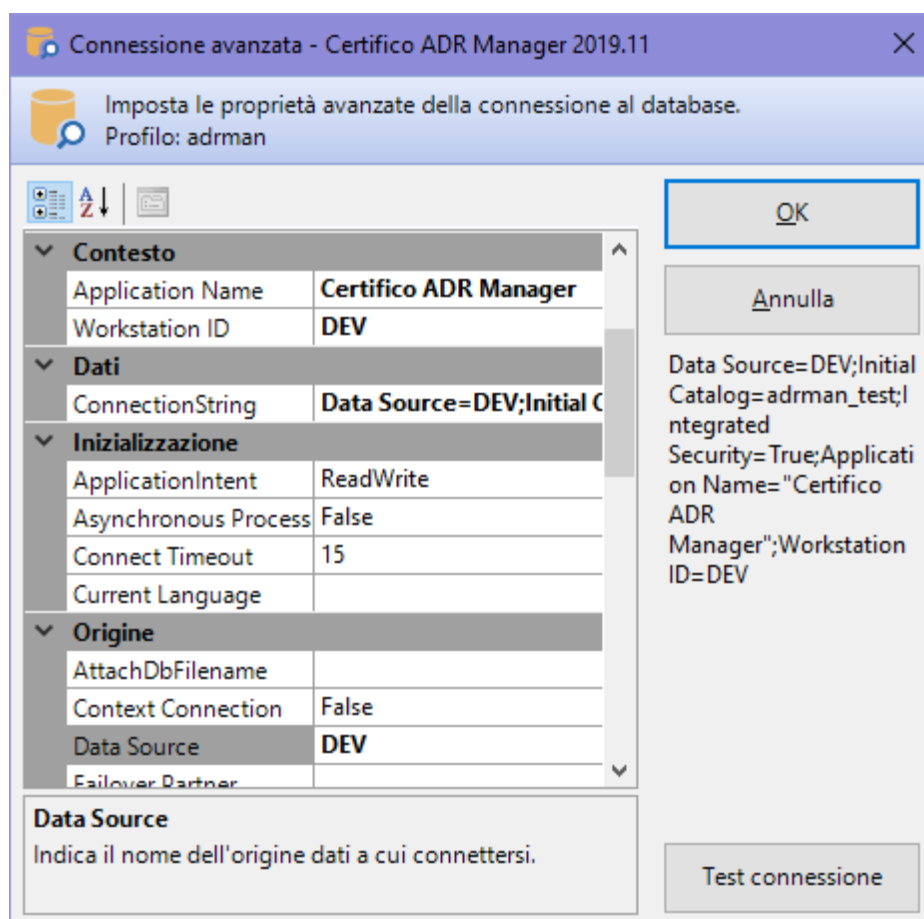 Connessione avanzata - Certifico ADR Manager 2019.11
Imposta le proprietà avanzate della connessione al database.
Profilo: adrman
OK
Annulla
Contesto
Application Name Certifico ADR Manager
Workstation ID DEV
Dati
ConnectionString Data Source=DEV;Initial C
Inizializzazione
ApplicationIntent ReadWrite
Asynchronous Process False
Connect Timeout 15
Current Language
Origine
AttachDbFilename
Context Connection False
Data Source DEV
Failover Partner
Data Source=DEV;Initial
Catalog=adrman_test;I
ntegrated
Security=True;Applicati
on Name="Certifico
ADR
Manager";Workstation
ID=DEV
Data Source
Indica il nome dell'origine dati a cui connettersi.
Test connessione